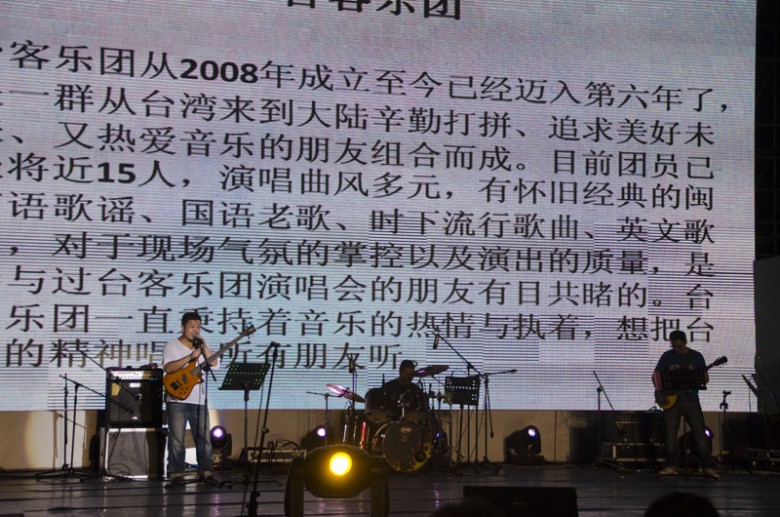 台客乐团
客乐团从2008年成立至今已经迈入第六年了，
一群从台湾来到大陆辛勤打拼、追求美好未
、又热爱音乐的朋友组合而成。目前团员已
将近15人，演唱曲风多元，有怀旧经典的闽
语歌谣、国语老歌、时下流行歌曲、英文歌
，对于现场气氛的掌控以及演出的质量，是
与过台客乐团演唱会的朋友有目共睹的。台
乐团一直 持着音乐的热情与执着，想把台
的精神唱 所有朋友听